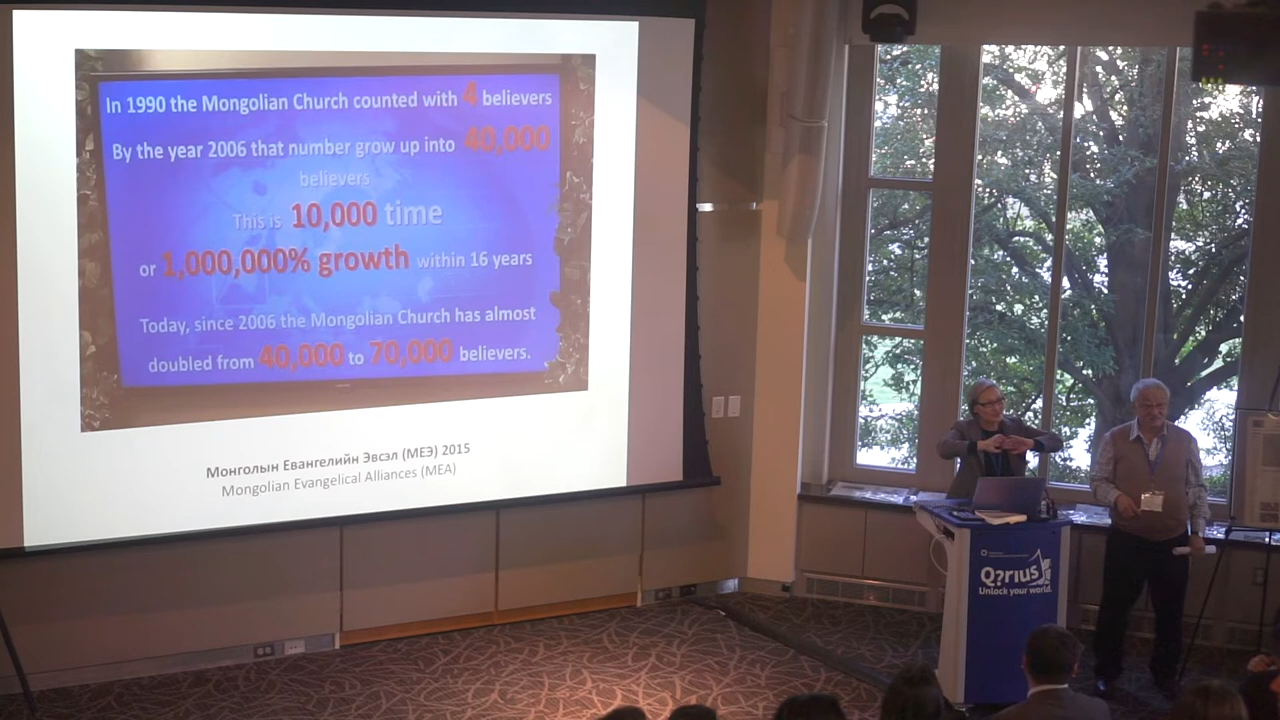 In 1990 the Mongolian Church counted with 4 believers
By the year 2006 that number grow up into 40,000
believers
This is 10,000 time
or 1,000,000% growth within 16 years
Today, since 2006 the Mongolian Church has almost
doubled from 40,000 to 70,000 believers.
Монголын Евангелийн Эвсэл (МЕЭ) 2015
Mongolian Evangelical Alliances (MEA)
Q?rius
Unlock your world.